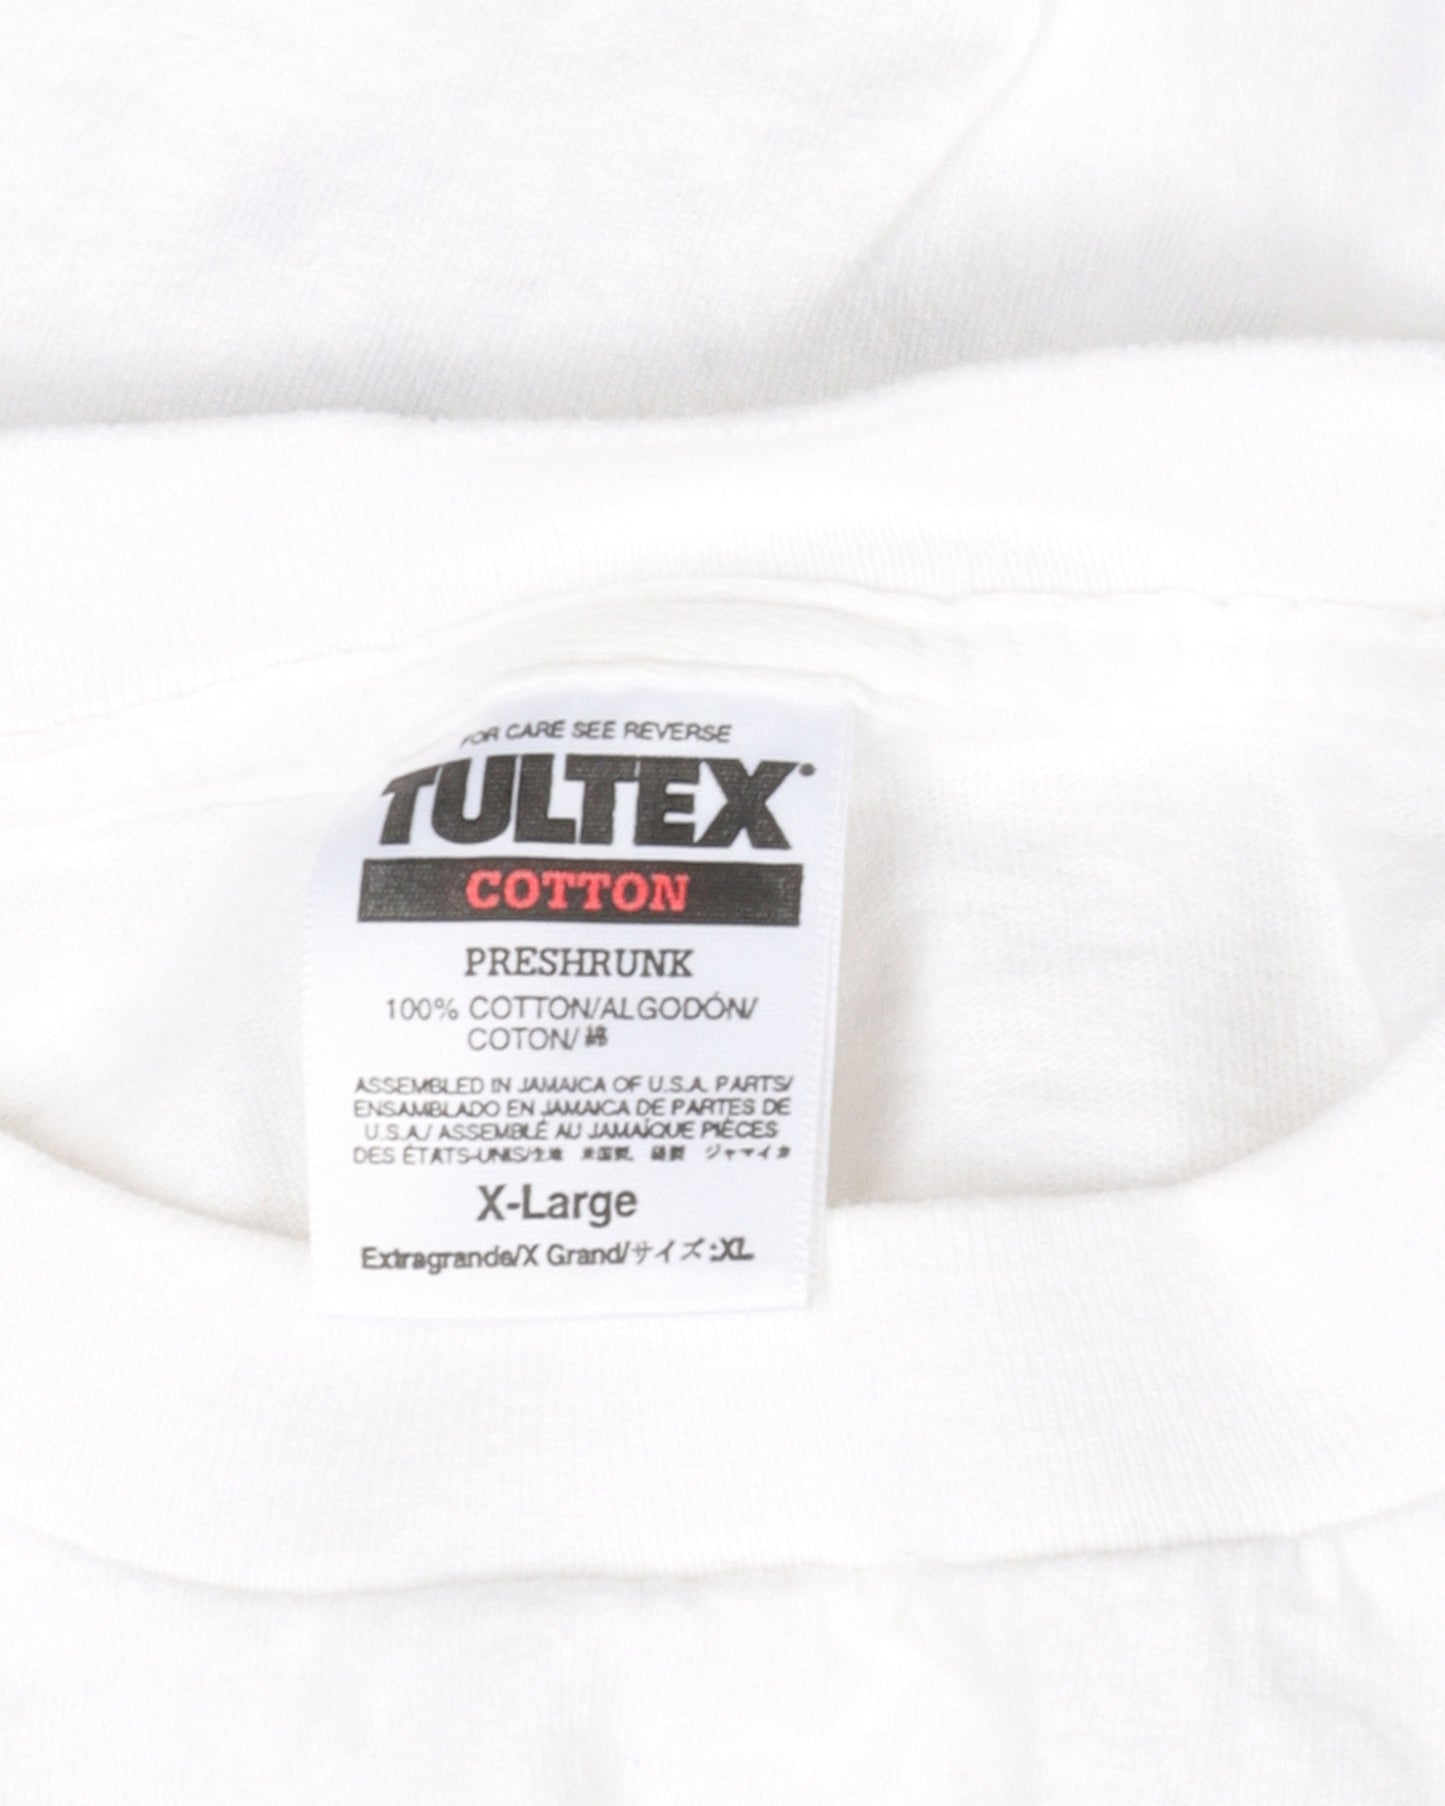 FOR CARE SEE REVERSE
TULTEX
COTTON
PRESHRUNK
100% COTTON/ALGODÓN/
COTON/綿
ASSEMBLED IN JAMAICA OF U.S.A. PARTS/
ENSAMBLADO EN JAMAICA DE PARTES DE
U.S.A./ ASSEMBLÉ AU JAMAÏQUE PIÈCES
DES ÉTATS-UNIS/生地 米国製、縫製 ジャマイカ
X-Large
Extragrande/X Grand/サイズ:XL